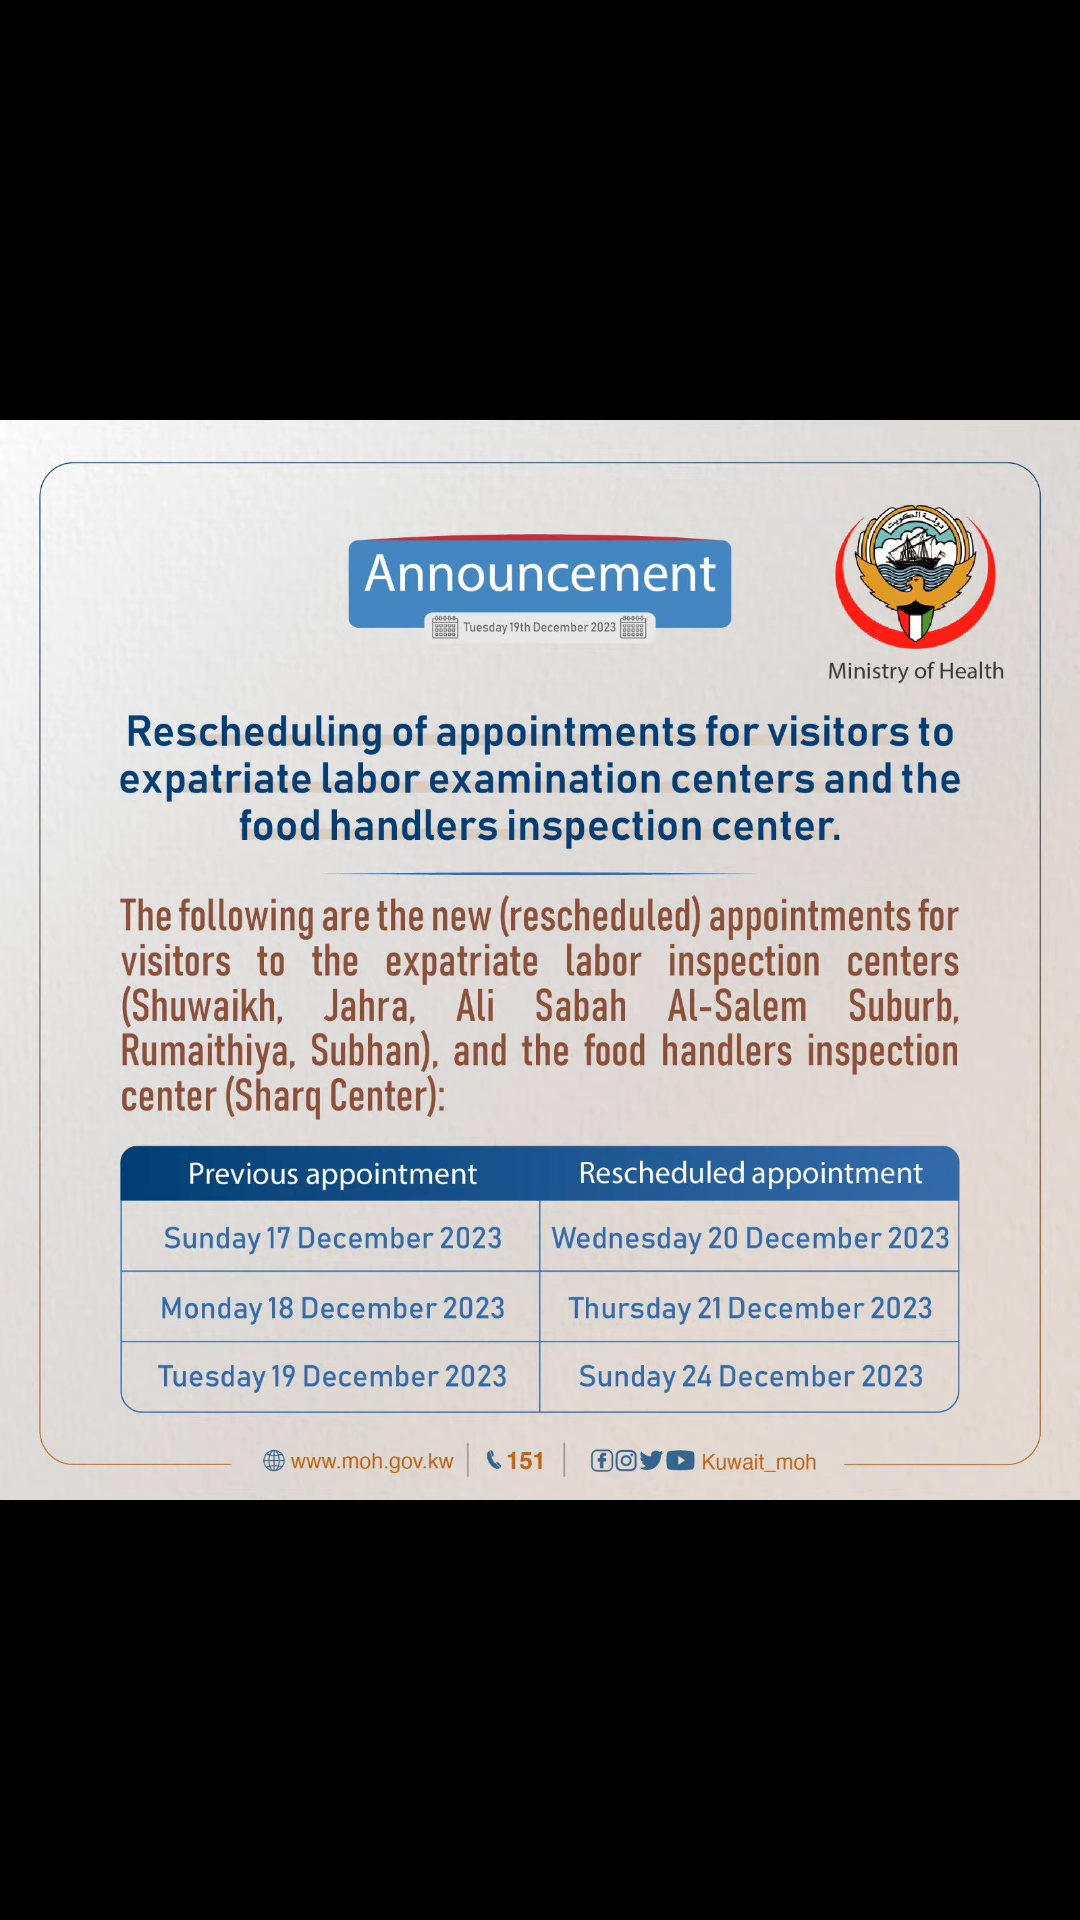 Announcement
Tuesday 19th December 2023
دولة الكويت
Ministry of Health
Rescheduling of appointments for visitors to
expatriate labor examination centers and the
food handlers inspection center.
The following are the new (rescheduled) appointments for
visitors to the expatriate labor inspection centers
(Shuwaikh, Jahra, Ali Sabah Al-Salem Suburb,
Rumaithiya, Subhan), and the food handlers inspection
center (Sharq Center):
Previous appointment Rescheduled appointment
Sunday 17 December 2023 Wednesday 20 December 2023
Monday 18 December 2023 Thursday 21 December 2023
Tuesday 19 December 2023 Sunday 24 December 2023
www.moh.gov.kw 151 Kuwait_moh